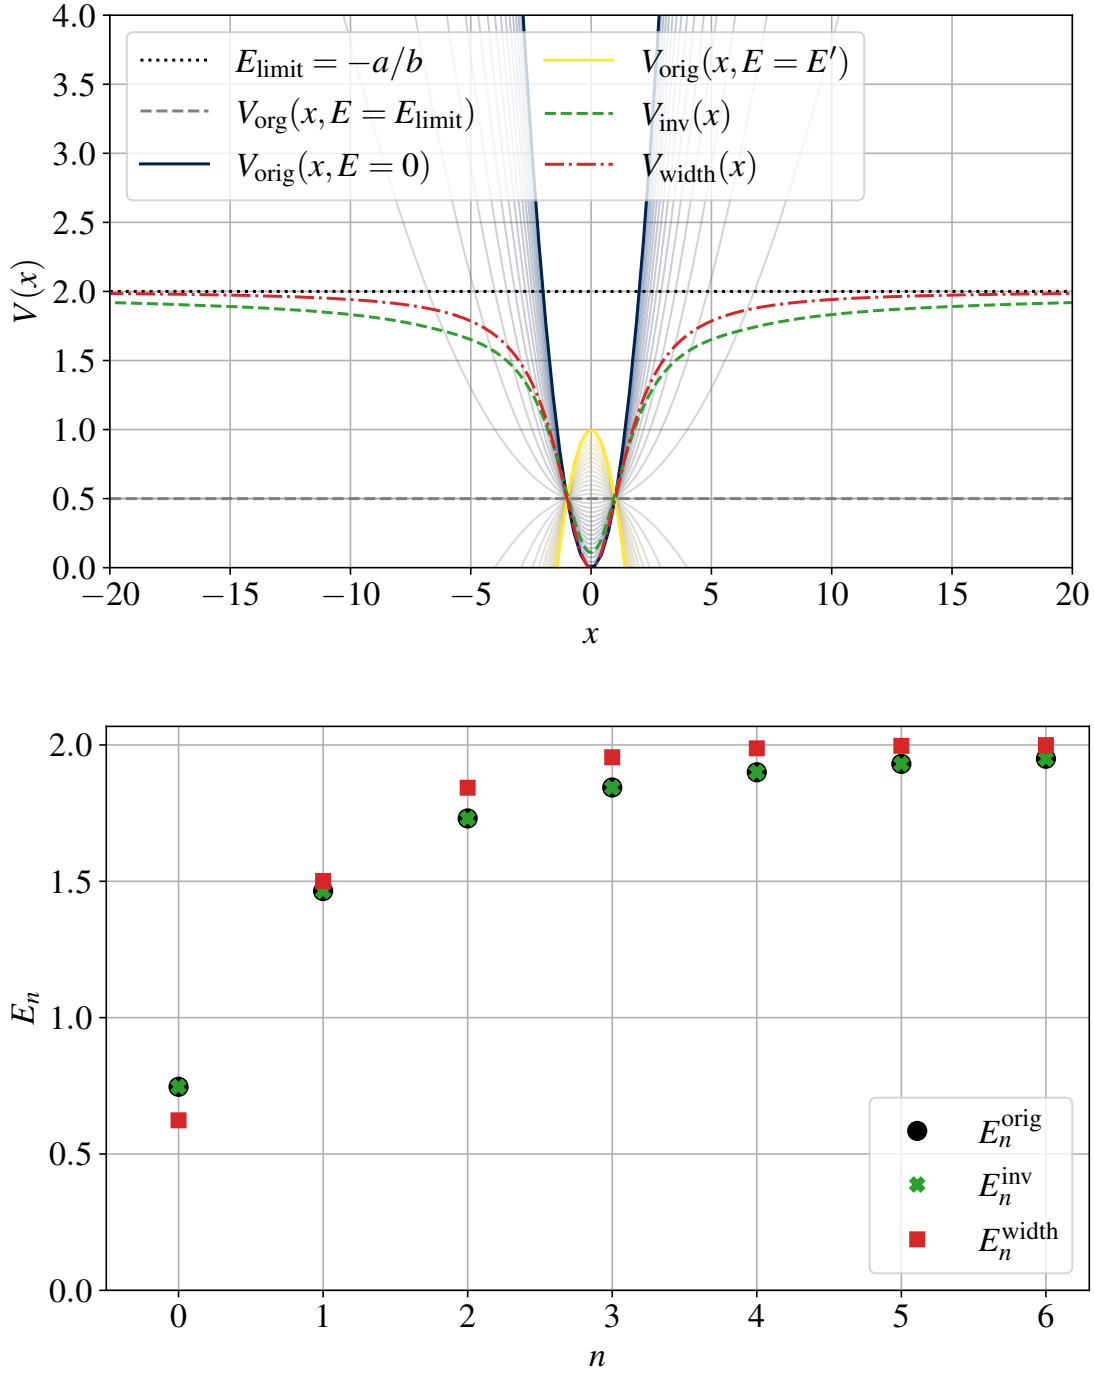 4.0
3.5
3.0
2.5
2.0
1.5
1.0
0.5
0.0
V(x)
E_limit = −a/b
V_org(x, E = E_limit)
V_orig(x, E = 0)
V_orig(x, E = E′)
V_inv(x)
V_width(x)
−20 −15 −10 −5 0 5 10 15 20
x
2.0
1.5
1.0
0.5
0.0
E_n
E_n^orig
E_n^inv
E_n^width
0 1 2 3 4 5 6
n